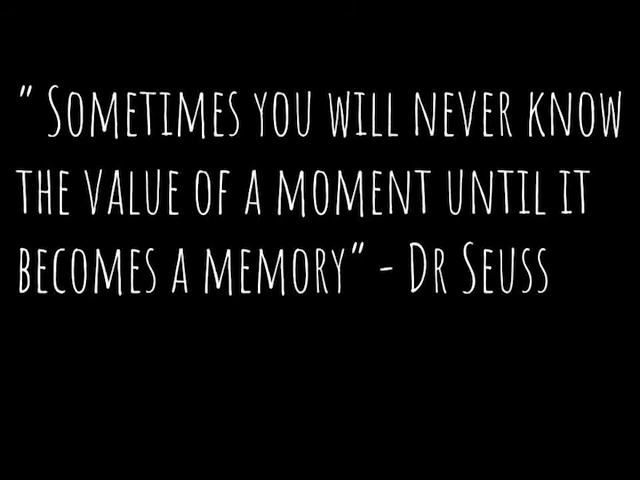 " Sometimes you will never know
the value of a moment until it
becomes a memory" - Dr Seuss